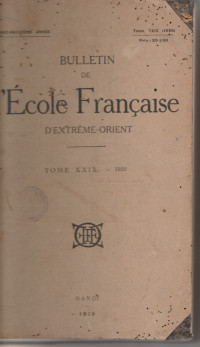 BULLETIN
DE
l'École Française
D'EXTRÊME-ORIENT
TOME XXIX. — 1929
HANOI
1929